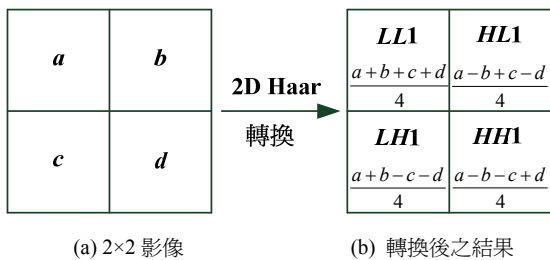 a b
c d
2D Haar
轉換
LL1 HL1
(a+b+c+d)/4 (a-b+c-d)/4
LH1 HH1
(a+b-c-d)/4 (a-b-c+d)/4
(a) 2×2 影像
(b) 轉換後之結果